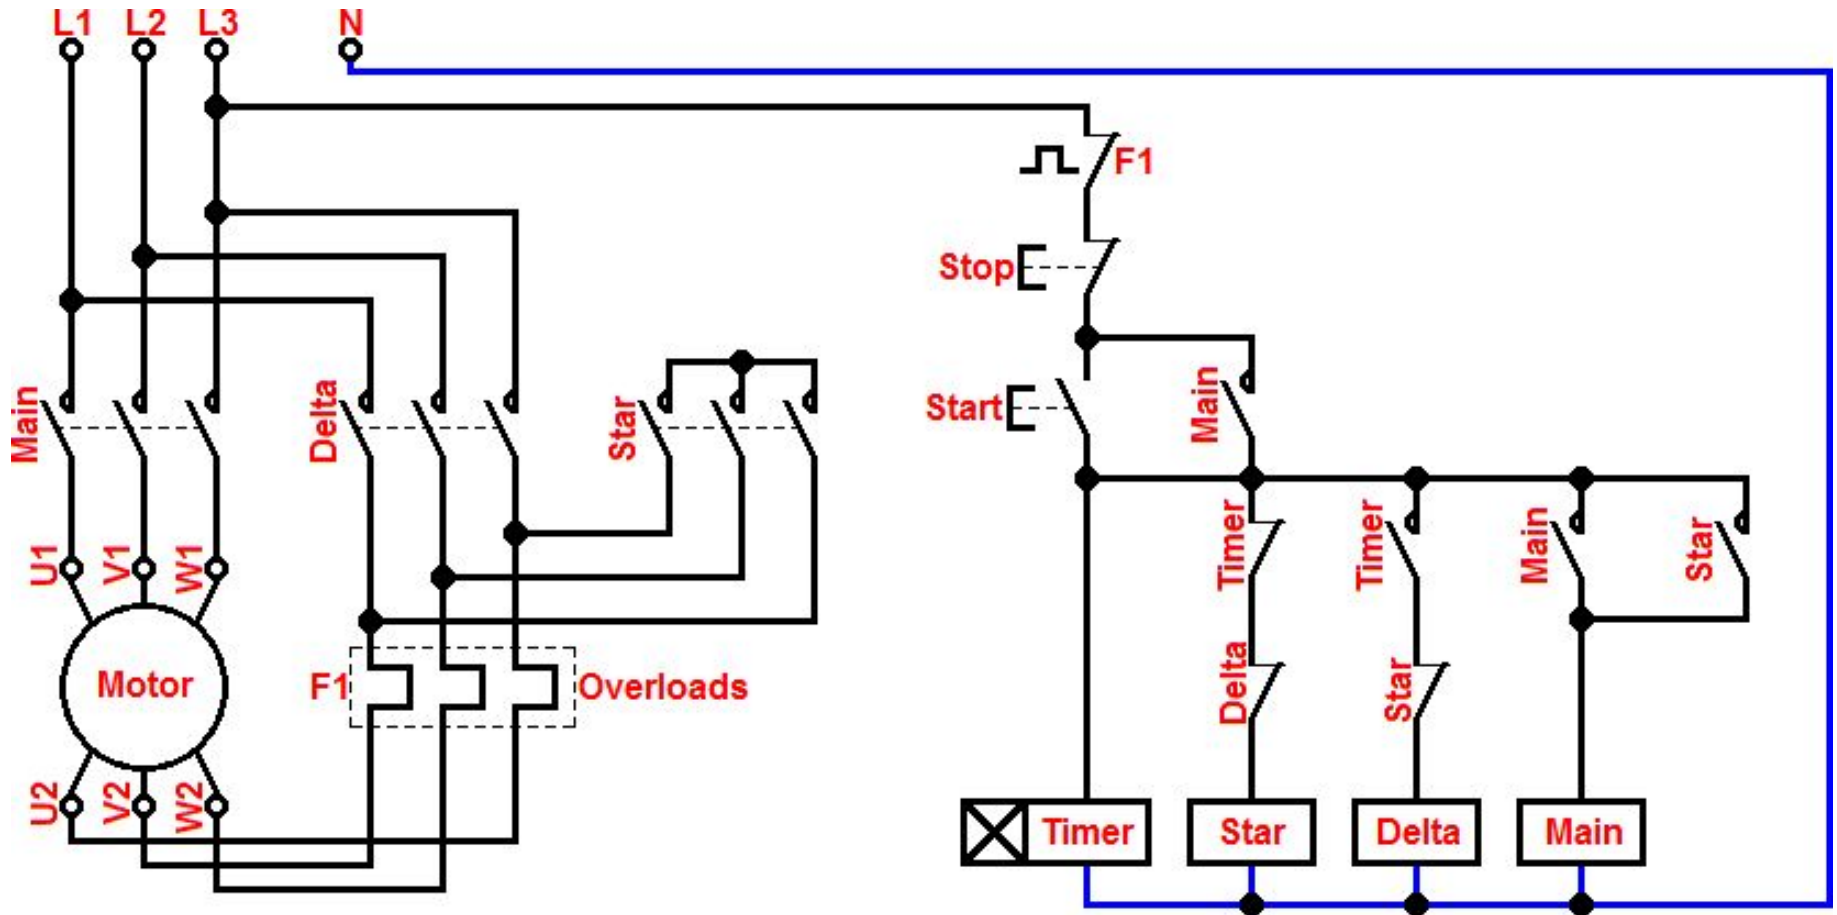 L1 L2 L3 N
F1
Stop
Start
Main
Main
Delta
Star
Timer
Timer
Main
Star
U1 V1 W1
Motor
F1
Overloads
Delta
Star
U2 V2 W2
Timer
Star
Delta
Main